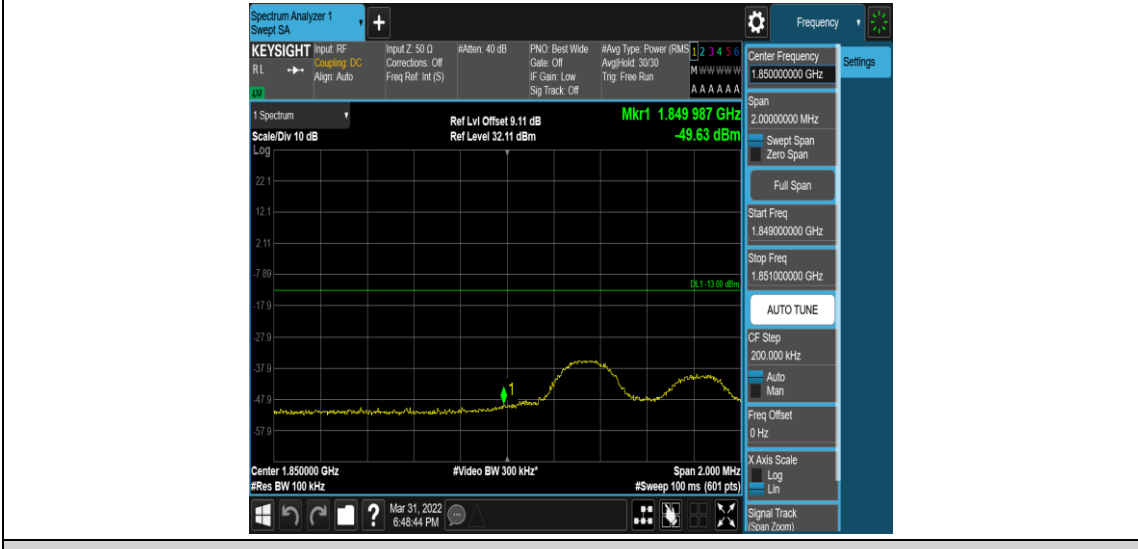 Spectrum Analyzer 1
Swept SA
+
Frequency
KEYSIGHT
RL
LXI
Input: RF
Coupling: DC
Align: Auto
Input Z: 50 Ω
Corrections: Off
Freq Ref: Int (S)
#Atten: 40 dB
PNO: Best Wide
Gate: Off
IF Gain: Low
Sig Track: Off
#Avg Type: Power (RMS
Avg|Hold: 30/30
Trig: Free Run
1 2 3 4 5 6
M W W W W W
A A A A A A
1 Spectrum
Scale/Div 10 dB
Log
Ref Lvl Offset 9.11 dB
Ref Level 32.11 dBm
Mkr1 1.849 987 GHz
-49.63 dBm
22.1
12.1
2.11
-7.89
DL1 -13.00 dBm
-17.9
-27.9
-37.9
1
-47.9
-57.9
Center 1.850000 GHz
#Res BW 100 kHz
#Video BW 300 kHz*
Span 2.000 MHz
#Sweep 100 ms (601 pts)
?
Mar 31, 2022
6:48:44 PM
Center Frequency
1.850000000 GHz
Span
2.00000000 MHz
Swept Span
Zero Span
Full Span
Start Freq
1.849000000 GHz
Stop Freq
1.851000000 GHz
AUTO TUNE
CF Step
200.000 kHz
Auto
Man
Freq Offset
0 Hz
X Axis Scale
Log
Lin
Signal Track
(Span Zoom)
Settings